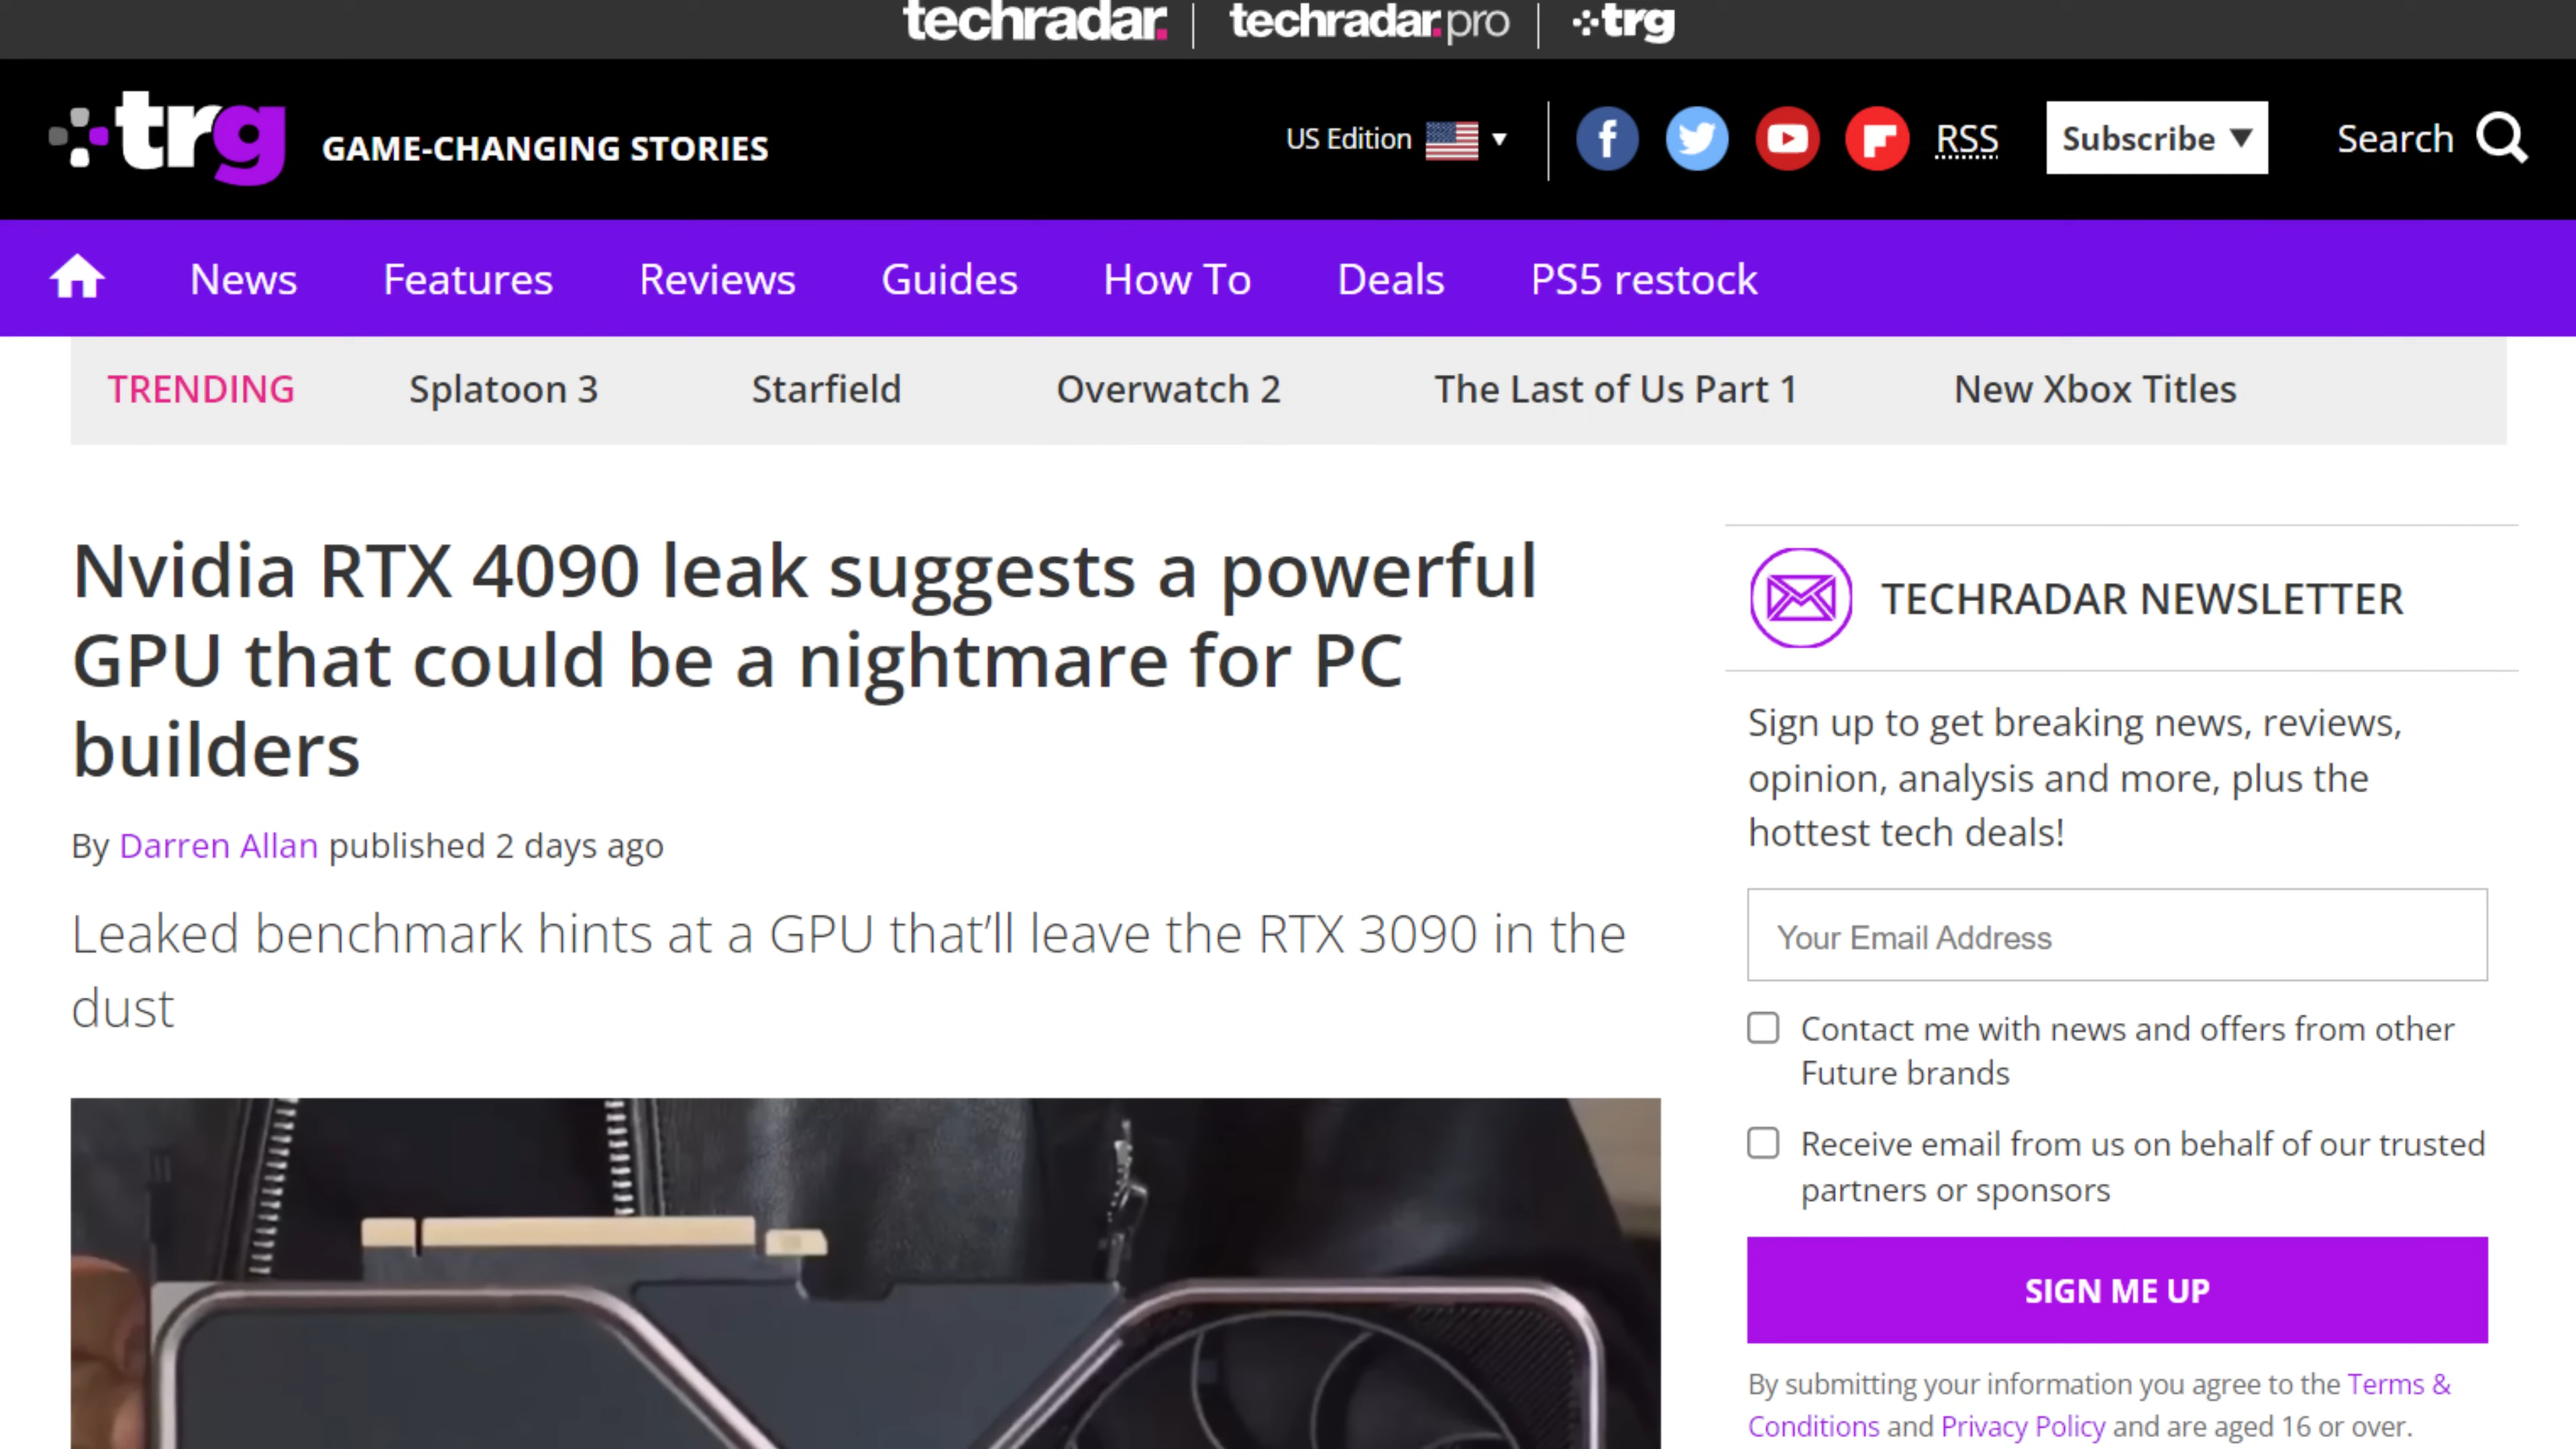 techradar. techradar.pro trg
trg GAME-CHANGING STORIES US Edition RSS Subscribe Search
News Features Reviews Guides How To Deals PS5 restock
TRENDING Splatoon 3 Starfield Overwatch 2 The Last of Us Part 1 New Xbox Titles
Nvidia RTX 4090 leak suggests a powerful
GPU that could be a nightmare for PC
builders
By Darren Allan published 2 days ago
Leaked benchmark hints at a GPU that'll leave the RTX 3090 in the
dust
TECHRADAR NEWSLETTER
Sign up to get breaking news, reviews,
opinion, analysis and more, plus the
hottest tech deals!
Your Email Address
Contact me with news and offers from other
Future brands
Receive email from us on behalf of our trusted
partners or sponsors
SIGN ME UP
By submitting your information you agree to the Terms &
Conditions and Privacy Policy and are aged 16 or over.